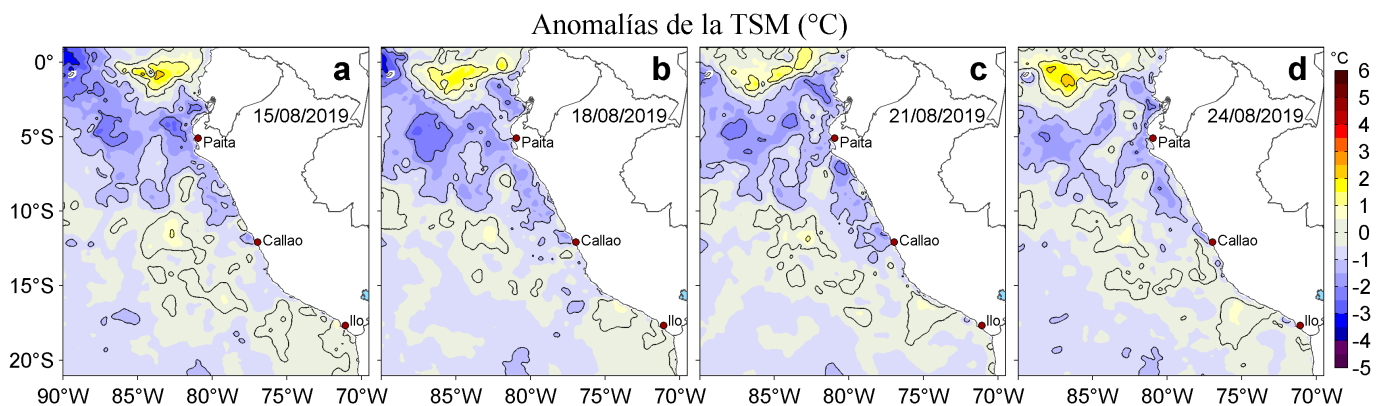 Anomalías de la TSM (°C)
a
b
c
d
°C
15/08/2019
18/08/2019
21/08/2019
24/08/2019
0°
5°S
10°S
15°S
20°S
Paita
Callao
Ilo
Paita
Callao
Ilo
Paita
Callao
Ilo
Paita
Callao
Ilo
6
5
4
3
2
1
0
-1
-2
-3
-4
-5
90°W 85°W 80°W 75°W 70°W
85°W 80°W 75°W 70°W
85°W 80°W 75°W 70°W
85°W 80°W 75°W 70°W